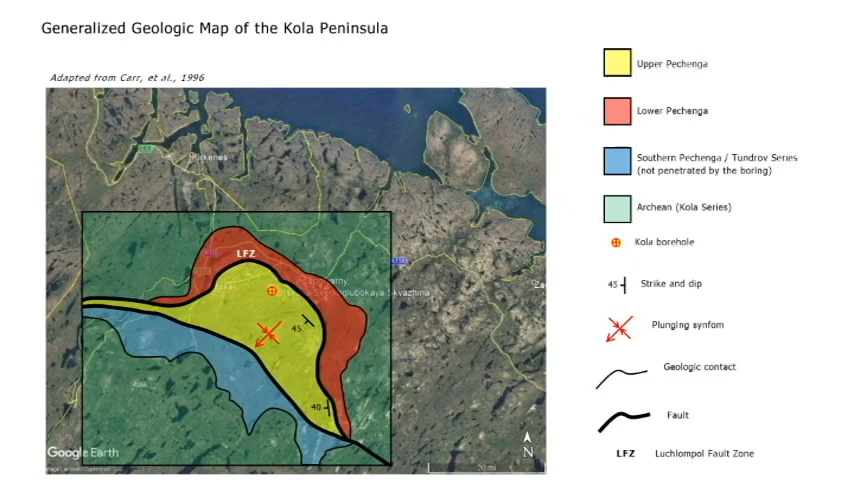 Generalized Geologic Map of the Kola Peninsula
Adapted from Carr, et al., 1996
Kirkenes
LFZ
45
40
Google Earth
N
20 mi
Upper Pechenga
Lower Pechenga
Southern Pechenga / Tundrov Series
(not penetrated by the boring)
Archean (Kola Series)
Kola borehole
45
Strike and dip
Plunging synfom
Geologic contact
Fault
LFZ
Luchlompol Fault Zone